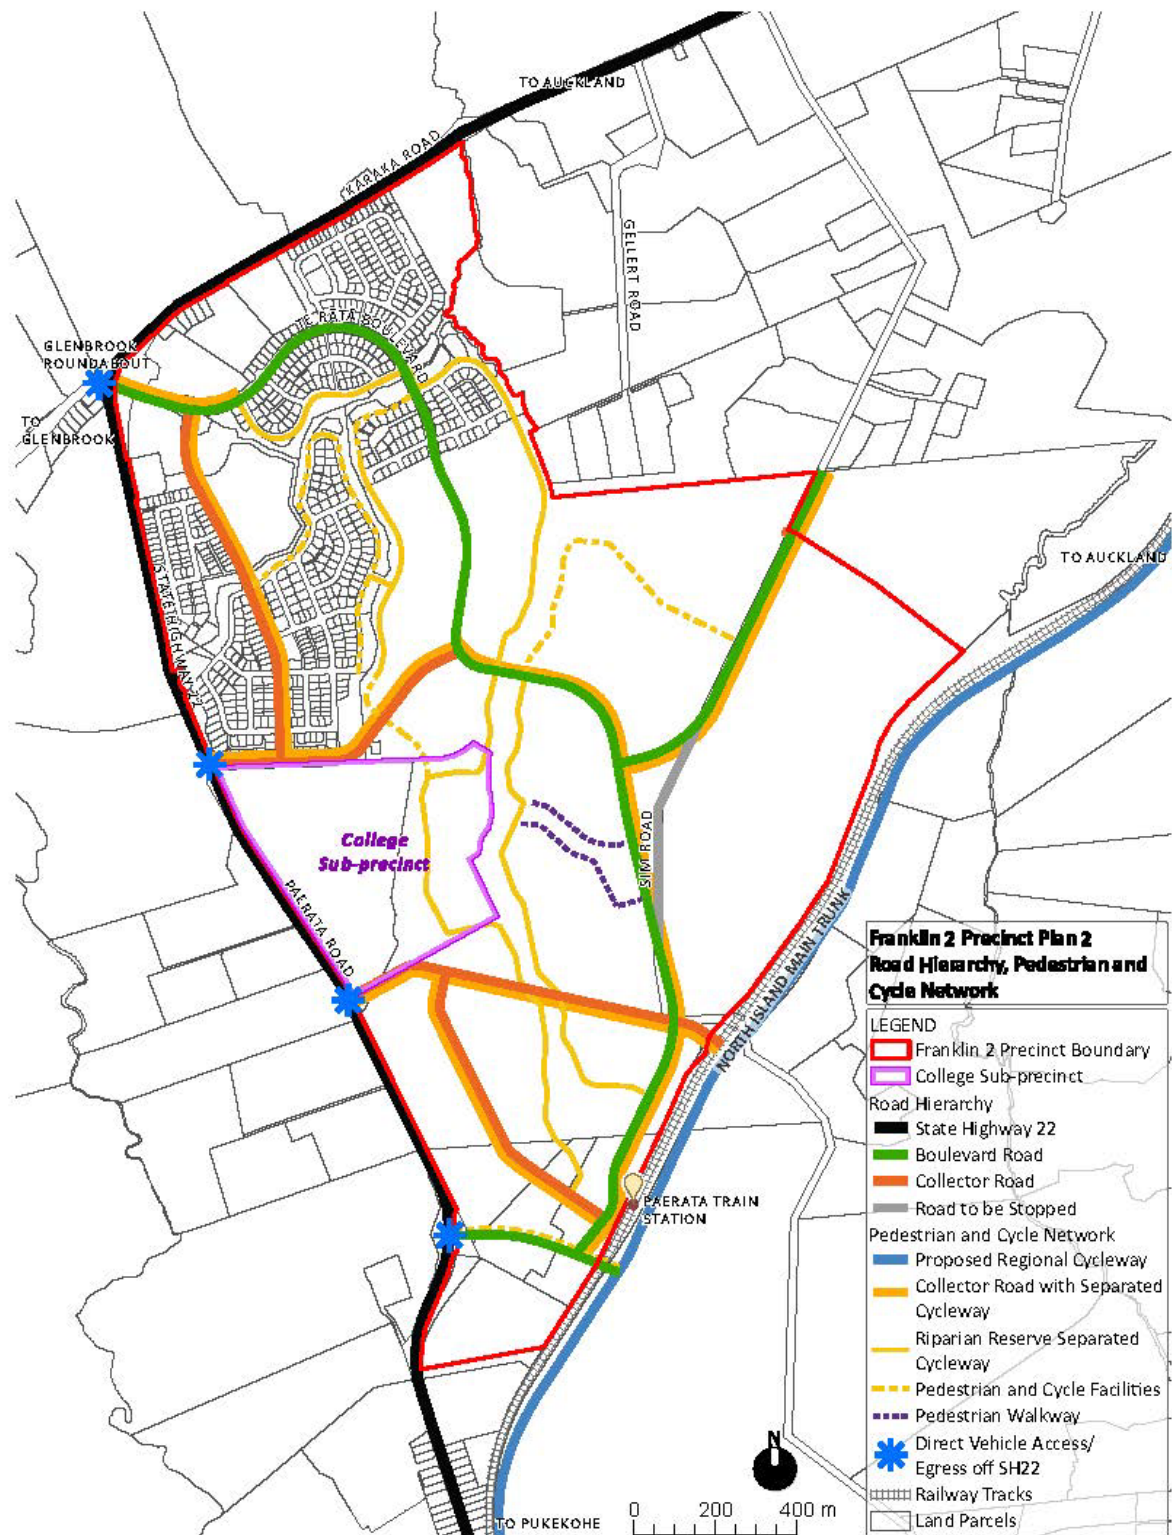 TO AUCKLAND
KARAKA ROAD
GELLERT ROAD
TE RATA BOULEVARD
GLENBROOK
ROUNDABOUT
TO
GLENBROOK
STATE HIGHWAY 22
TO AUCKLAND
College
Sub-precinct
SIM ROAD
PAERATA ROAD
NORTH ISLAND MAIN TRUNK
PAERATA TRAIN
STATION
TO PUKEKOHE
Franklin 2 Precinct Plan 2
Road Hierarchy, Pedestrian and
Cycle Network
LEGEND
Franklin 2 Precinct Boundary
College Sub-precinct
Road Hierarchy
State Highway 22
Boulevard Road
Collector Road
Road to be Stopped
Pedestrian and Cycle Network
Proposed Regional Cycleway
Collector Road with Separated
Cycleway
Riparian Reserve Separated
Cycleway
Pedestrian and Cycle Facilities
Pedestrian Walkway
Direct Vehicle Access/
Egress off SH22
Railway Tracks
Land Parcels
N
0 200 400 m